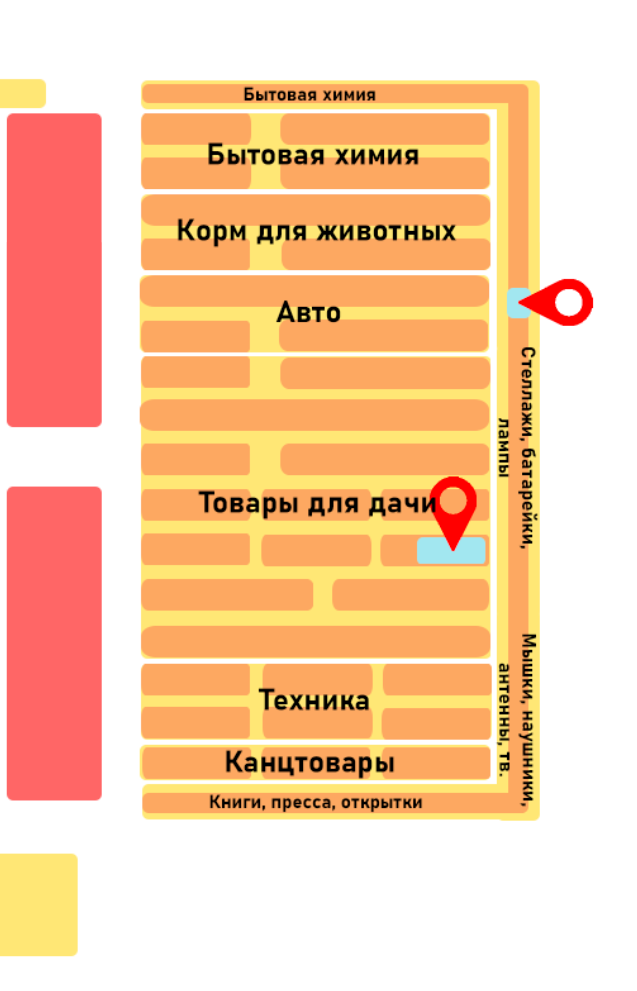 Бытовая химия
Бытовая химия
Корм для животных
Авто
Стеллажи, батарейки,
лампы
Товары для дачи
Мышки, наушники,
антенны, тв.
Техника
Канцтовары
Книги, пресса, открытки